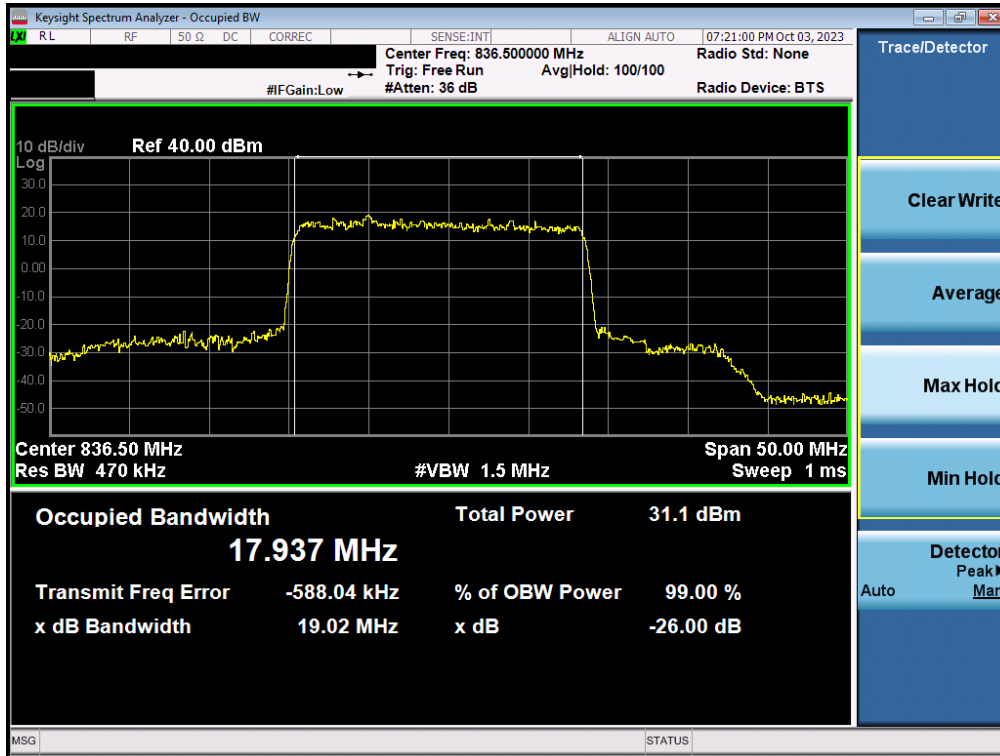 Keysight Spectrum Analyzer - Occupied BW
LXI RL RF 50 Ω DC CORREC SENSE:INT ALIGN AUTO 07:21:00 PM Oct 03, 2023
Center Freq: 836.500000 MHz Radio Std: None
Trig: Free Run Avg|Hold: 100/100
#IFGain:Low #Atten: 36 dB Radio Device: BTS
10 dB/div Ref 40.00 dBm
Log
30.0
20.0
10.0
0.00
-10.0
-20.0
-30.0
-40.0
-50.0
Center 836.50 MHz Span 50.00 MHz
Res BW 470 kHz #VBW 1.5 MHz Sweep 1 ms
Occupied Bandwidth Total Power 31.1 dBm
17.937 MHz
Transmit Freq Error -588.04 kHz % of OBW Power 99.00 %
x dB Bandwidth 19.02 MHz x dB -26.00 dB
Trace/Detector
Clear Write
Average
Max Hold
Min Hold
Detector
Peak
Auto Man
MSG STATUS